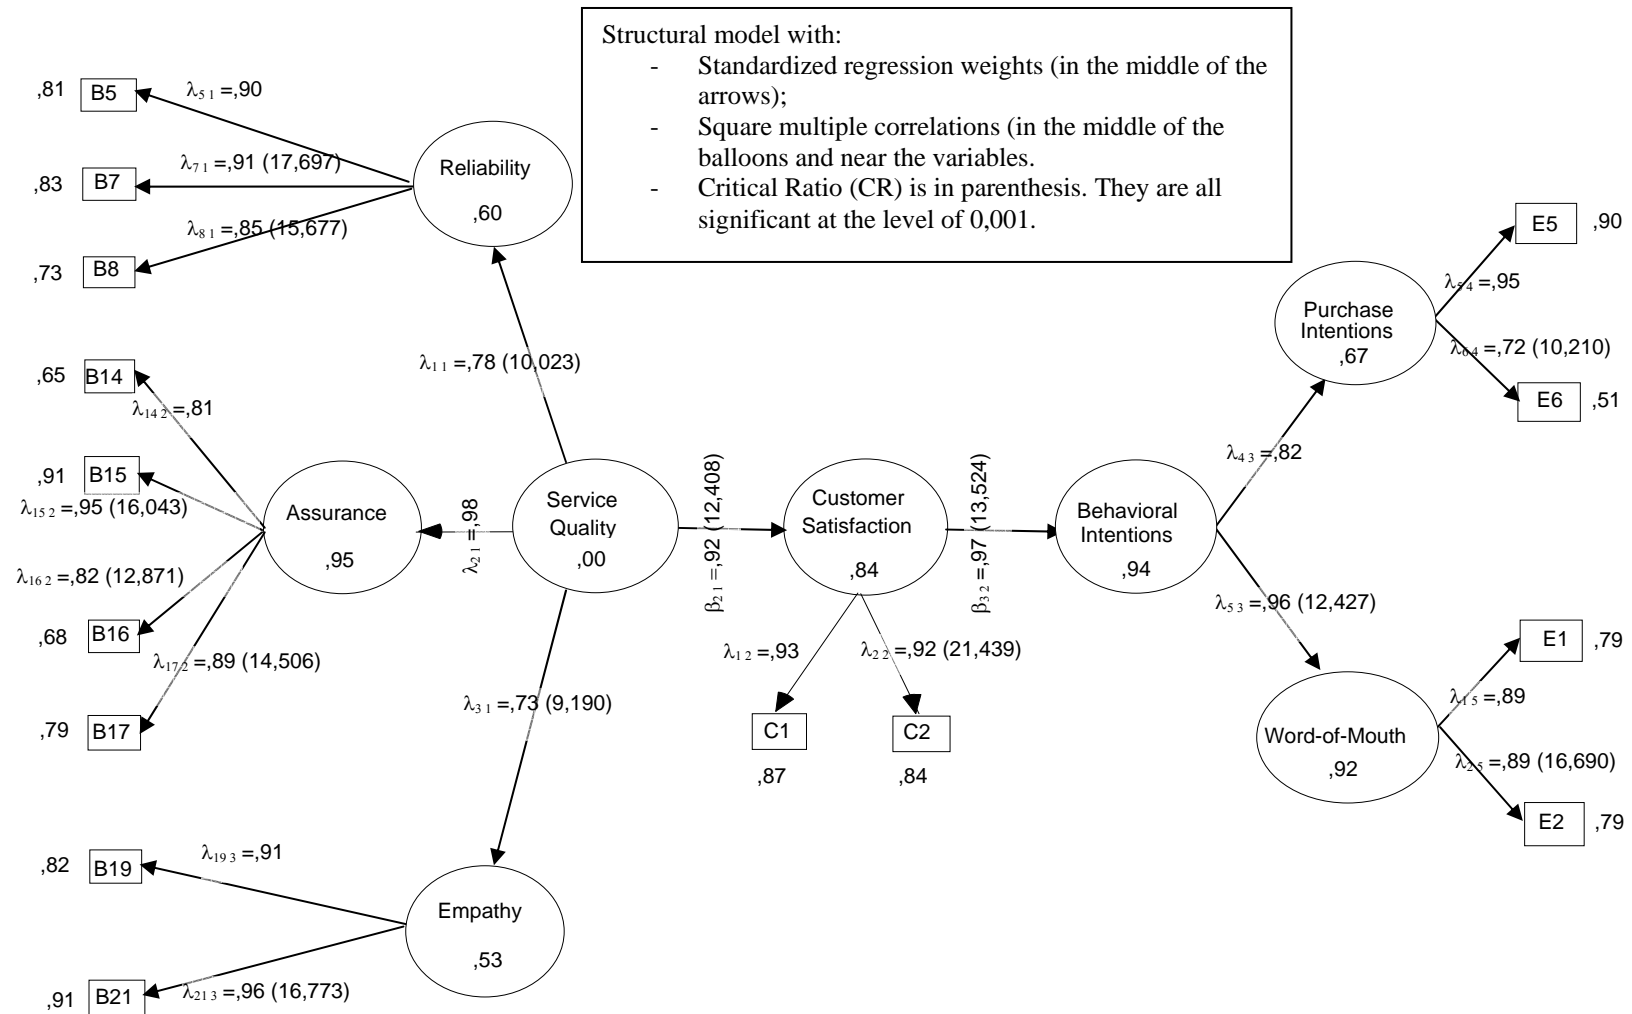 Structural model with:
- Standardized regression weights (in the middle of the
arrows);
- Square multiple correlations (in the middle of the
balloons and near the variables.
- Critical Ratio (CR) is in parenthesis. They are all
significant at the level of 0,001.
,81 B5
λ5 1 =,90
,83 B7
λ7 1 =,91 (17,697)
,73 B8
λ8 1 =,85 (15,677)
Reliability
,60
λ1 1 =,78 (10,023)
,65 B14
λ14 2 =,81
,91 B15
λ15 2 =,95 (16,043)
λ16 2 =,82 (12,871)
,68 B16
λ17 2 =,89 (14,506)
,79 B17
Assurance
,95
λ2 1 =,98
Service
Quality
,00
λ3 1 =,73 (9,190)
,82 B19
λ19 3 =,91
,91 B21
λ21 3 =,96 (16,773)
Empathy
,53
β2 1 =,92 (12,408)
Customer
Satisfaction
,84
λ1 2 =,93
λ2 2 =,92 (21,439)
C1
,87
C2
,84
β3 2 =,97 (13,524)
Behavioral
Intentions
,94
λ4 3 =,82
λ5 3 =,96 (12,427)
Purchase
Intentions
,67
E5 ,90
λ5 4 =,95
λ6 4 =,72 (10,210)
E6 ,51
Word-of-Mouth
,92
E1 ,79
λ1 5 =,89
λ2 5 =,89 (16,690)
E2 ,79